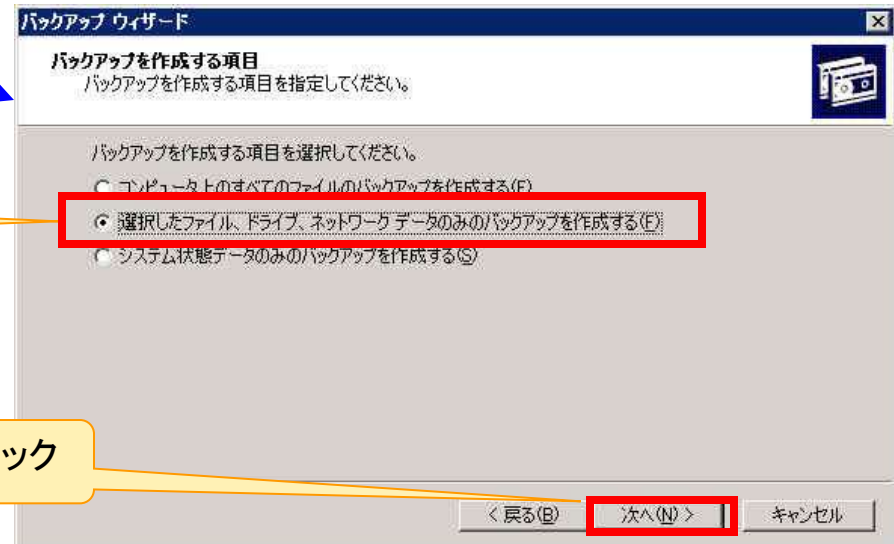 バックアップ ウィザード
バックアップを作成する項目
バックアップを作成する項目を指定してください。
バックアップを作成する項目を選択してください。
コンピュータ上のすべてのファイルのバックアップを作成する(E)
選択したファイル、ドライブ、ネットワーク データのみのバックアップを作成する(F)
システム状態データのみのバックアップを作成する(S)
ック
< 戻る(B) 次へ(N) > キャンセル